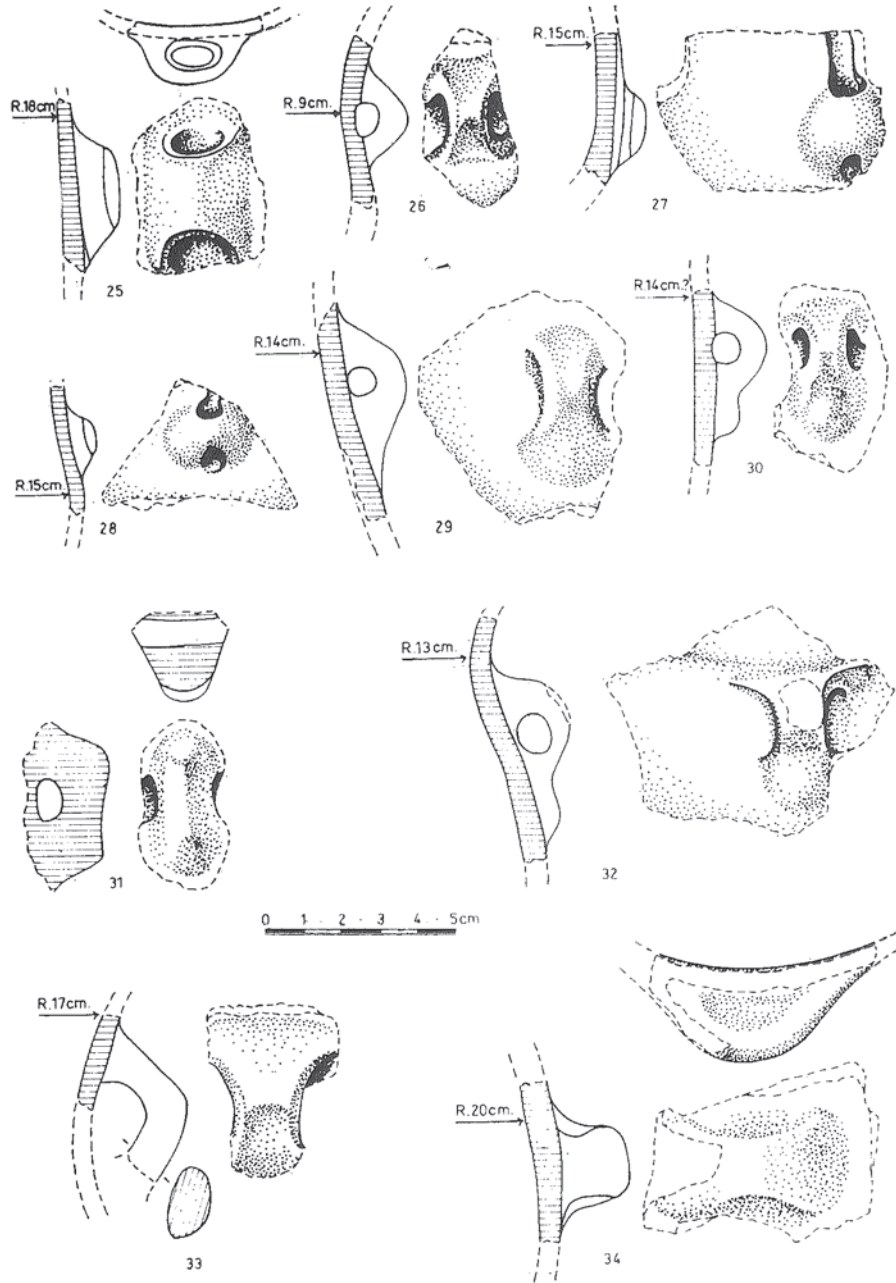 R.18cm
R.9cm.
R.15cm.
25
26
27
R.14cm.
R.14cm.?
R.15cm.
28
29
30
R.13cm.
31
32
0 1 2 3 4 5cm
R.17cm.
R.20cm.
33
34